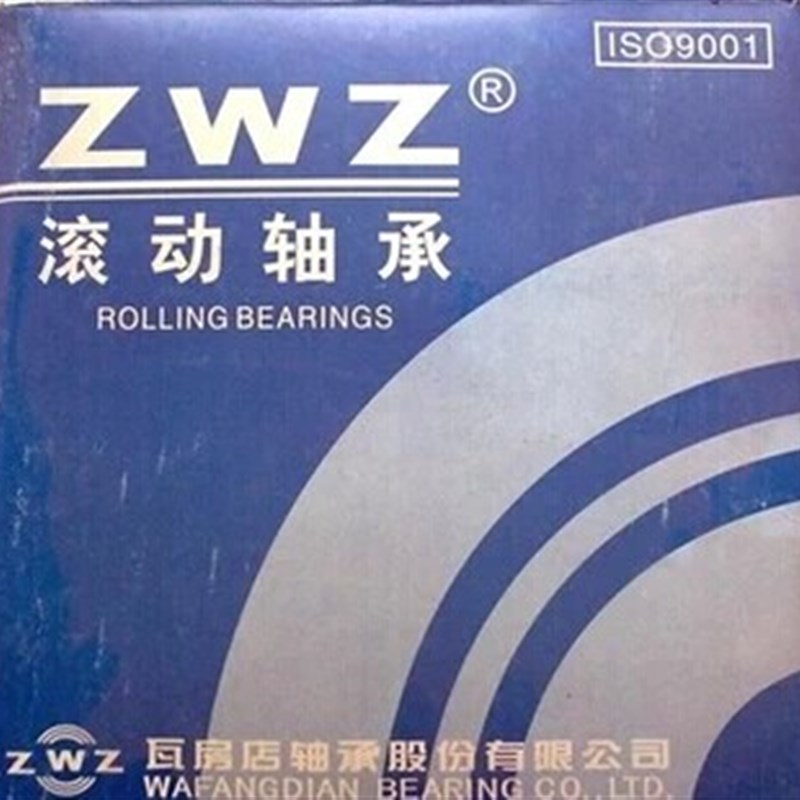 ISO9001
ZWZ®
滚动轴承
ROLLING BEARINGS
ZWZ 瓦房店轴承股份有限公司
WAFANGDIAN BEARING CO.,LTD.